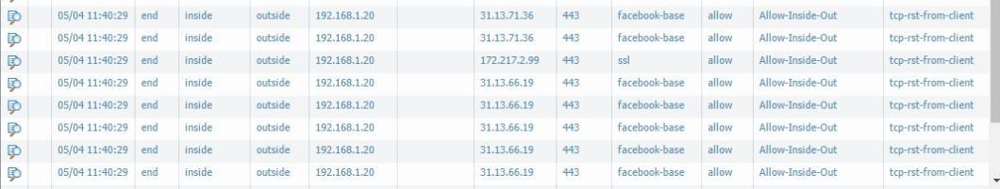 05/04 11:40:29 end inside outside 192.168.1.20 31.13.71.36 443 facebook-base allow Allow-Inside-Out tcp-rst-from-client
05/04 11:40:29 end inside outside 192.168.1.20 31.13.71.36 443 facebook-base allow Allow-Inside-Out tcp-rst-from-client
05/04 11:40:29 end inside outside 192.168.1.20 172.217.2.99 443 ssl allow Allow-Inside-Out tcp-rst-from-client
05/04 11:40:29 end inside outside 192.168.1.20 31.13.66.19 443 facebook-base allow Allow-Inside-Out tcp-rst-from-client
05/04 11:40:29 end inside outside 192.168.1.20 31.13.66.19 443 facebook-base allow Allow-Inside-Out tcp-rst-from-client
05/04 11:40:29 end inside outside 192.168.1.20 31.13.66.19 443 facebook-base allow Allow-Inside-Out tcp-rst-from-client
05/04 11:40:29 end inside outside 192.168.1.20 31.13.66.19 443 facebook-base allow Allow-Inside-Out tcp-rst-from-client
05/04 11:40:29 end inside outside 192.168.1.20 31.13.66.19 443 facebook-base allow Allow-Inside-Out tcp-rst-from-client